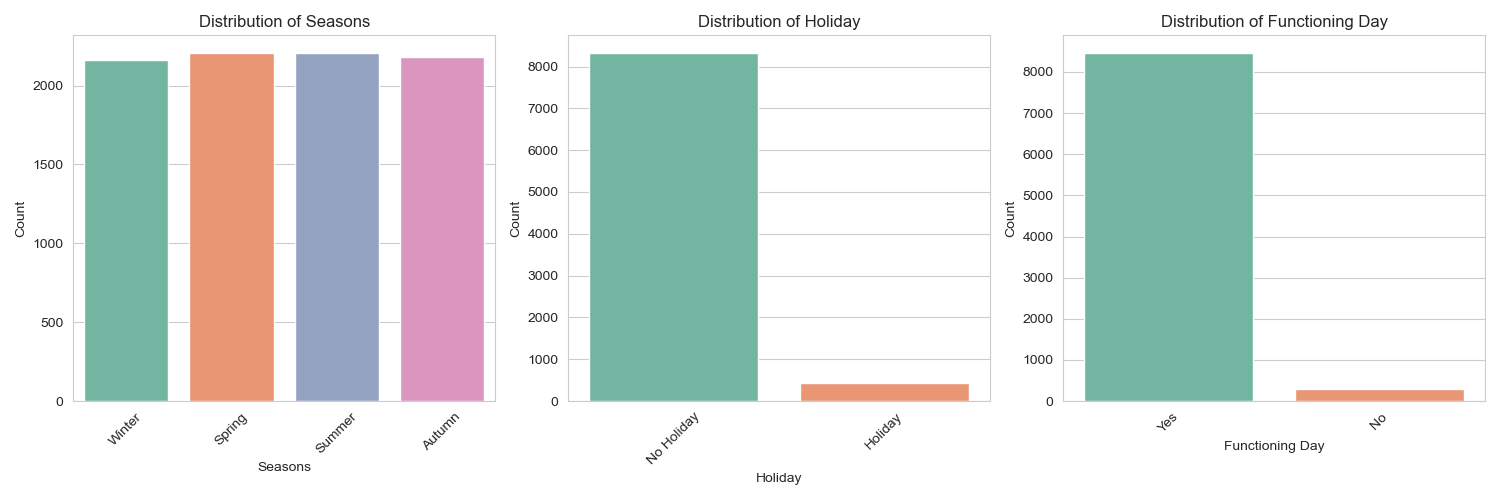 Distribution of Seasons
Count
2000
1500
1000
500
0
Winter
Spring
Summer
Autumn
Seasons
Distribution of Holiday
Count
8000
7000
6000
5000
4000
3000
2000
1000
0
No Holiday
Holiday
Holiday
Distribution of Functioning Day
Count
8000
7000
6000
5000
4000
3000
2000
1000
0
Yes
No
Functioning Day